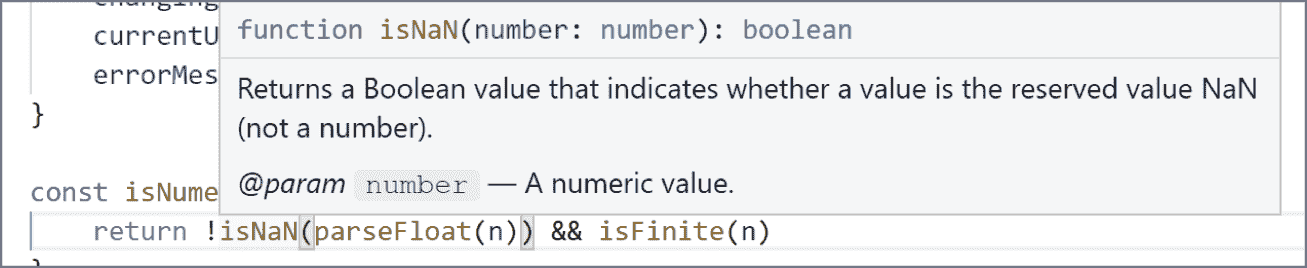 changing
function isNaN(number: number): boolean
currentU
errorMes
Returns a Boolean value that indicates whether a value is the reserved value NaN
(not a number).
}
@param number — A numeric value.
const isNume
return !isNaN(parseFloat(n)) && isFinite(n)
}